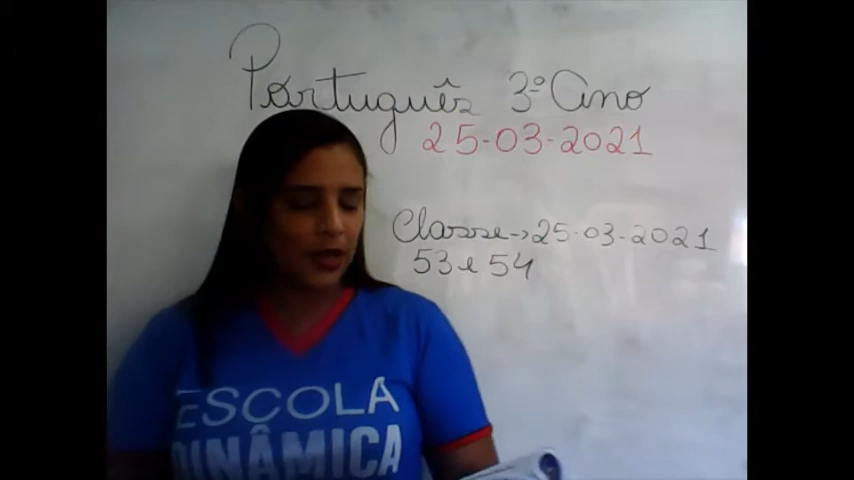 Português 3º Ano
25-03-2021
Classe → 25-03-2021
53 e 54
ESCOLA
DINÂMICA